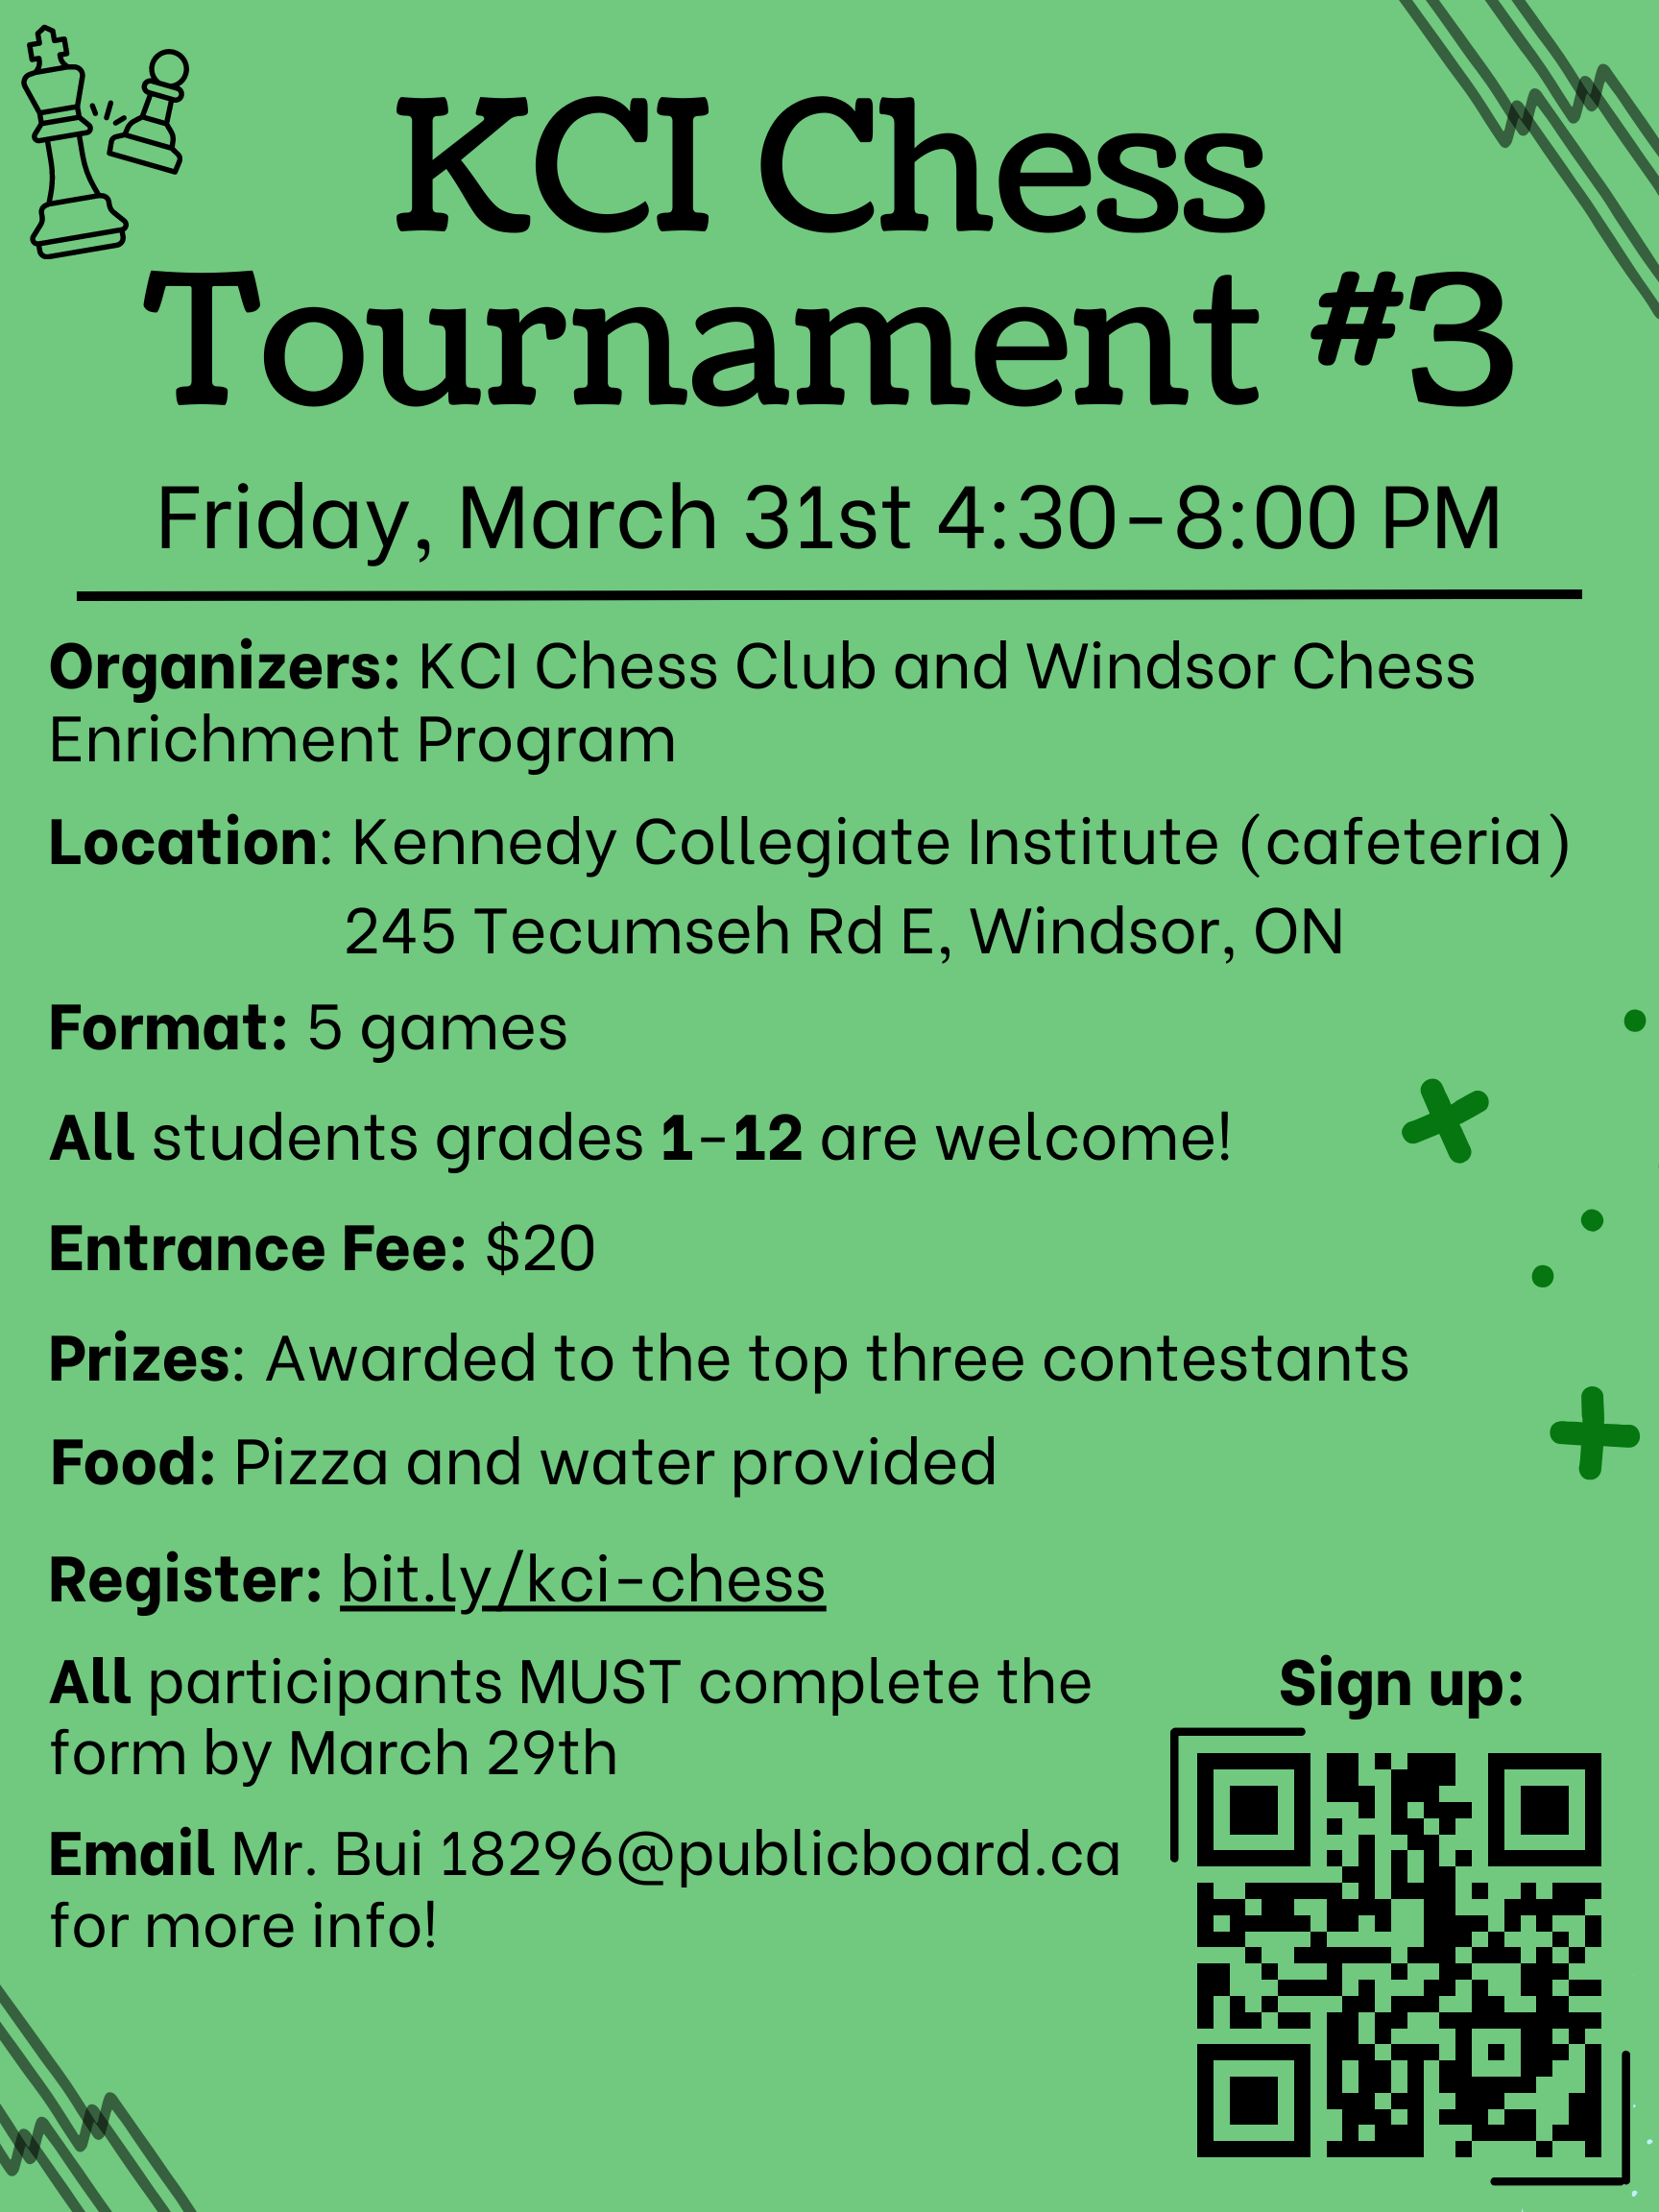 KCI Chess
Tournament #3
Friday, March 31st 4:30-8:00 PM
Organizers: KCI Chess Club and Windsor Chess
Enrichment Program
Location: Kennedy Collegiate Institute (cafeteria)
245 Tecumseh Rd E, Windsor, ON
Format: 5 games
All students grades 1-12 are welcome!
Entrance Fee: $20
Prizes: Awarded to the top three contestants
Food: Pizza and water provided
Register: bit.ly/kci-chess
All participants MUST complete the
form by March 29th
Email Mr. Bui 18296@publicboard.ca
for more info!
Sign up: